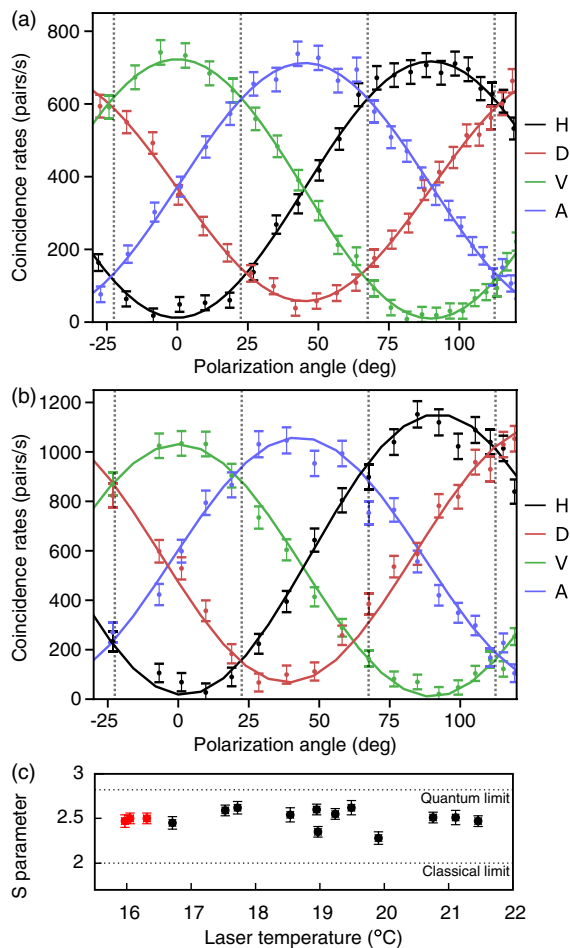 (a)
800
600
400
200
0
Coincidence rates (pairs/s)
-25
0
25
50
75
100
Polarization angle (deg)
H
D
V
A
(b)
1200
1000
800
600
400
200
0
Coincidence rates (pairs/s)
-25
0
25
50
75
100
Polarization angle (deg)
H
D
V
A
(c)
3
2.5
2
S parameter
Quantum limit
Classical limit
16
17
18
19
20
21
22
Laser temperature (°C)